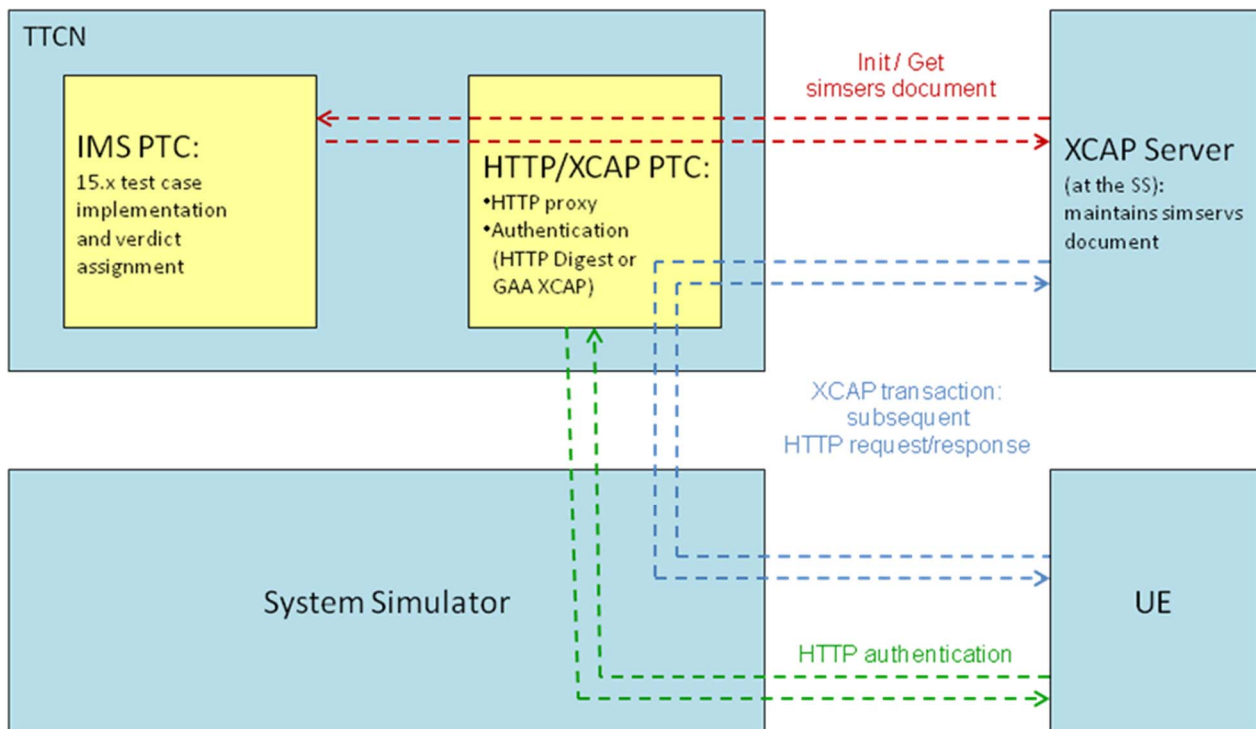 TTCN
IMS PTC:
15.x test case
implementation
and verdict
assignment
HTTP/XCAP PTC:
•HTTP proxy
•Authentication
(HTTP Digest or
GAA XCAP)
Init / Get
simsers document
XCAP Server
(at the SS):
maintains simservs
document
XCAP transaction:
subsequent
HTTP request/response
System Simulator
UE
HTTP authentication